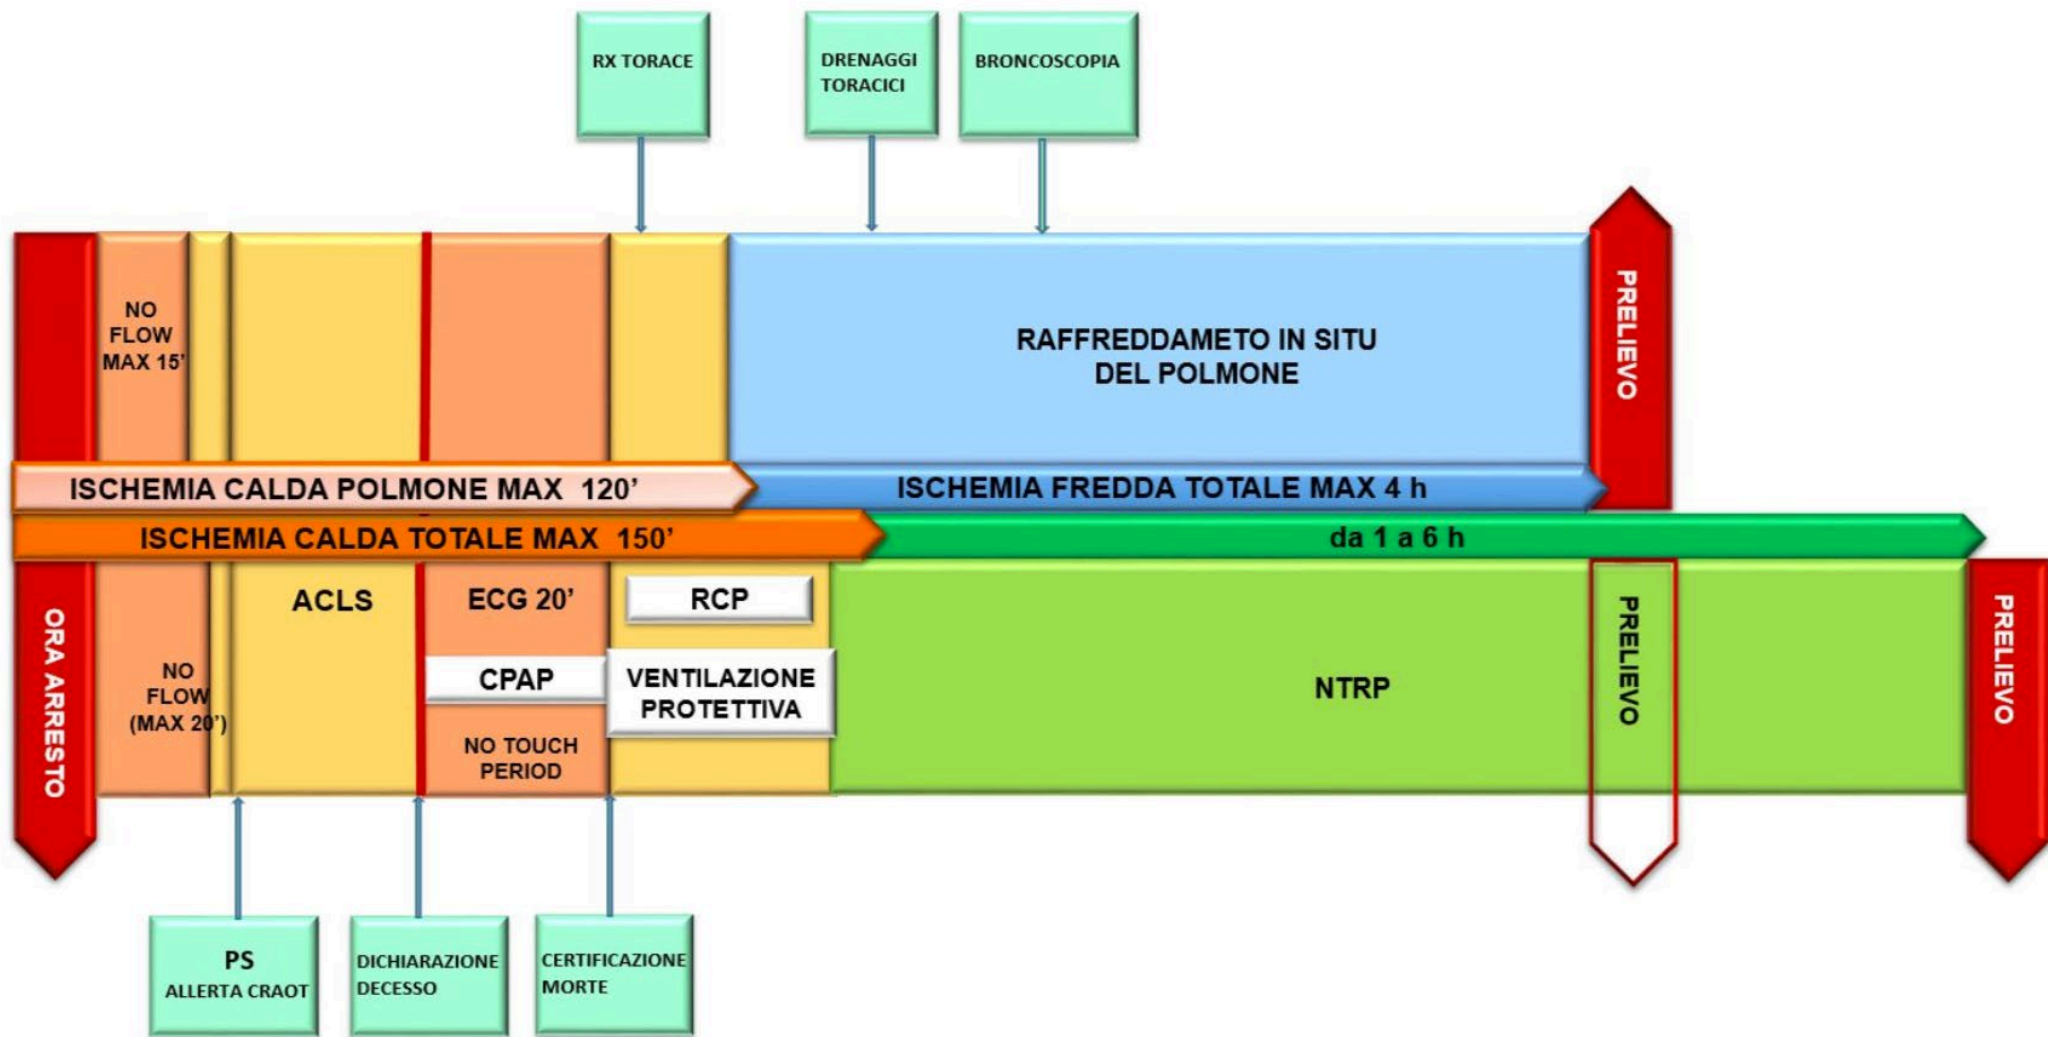 RX TORACE
DRENAGGI
TORACICI
BRONCOSCOPIA
NO
FLOW
MAX 15'
RAFFREDDAMETO IN SITU
DEL POLMONE
PRELIEVO
ISCHEMIA CALDA POLMONE MAX 120'
ISCHEMIA FREDDA TOTALE MAX 4 h
ISCHEMIA CALDA TOTALE MAX 150'
da 1 a 6 h
ORA ARRESTO
NO
FLOW
(MAX 20')
ACLS
ECG 20'
CPAP
NO TOUCH
PERIOD
RCP
VENTILAZIONE
PROTETTIVA
NTRP
PRELIEVO
PRELIEVO
PS
ALLERTA CRAOT
DICHIARAZIONE
DECESSO
CERTIFICAZIONE
MORTE